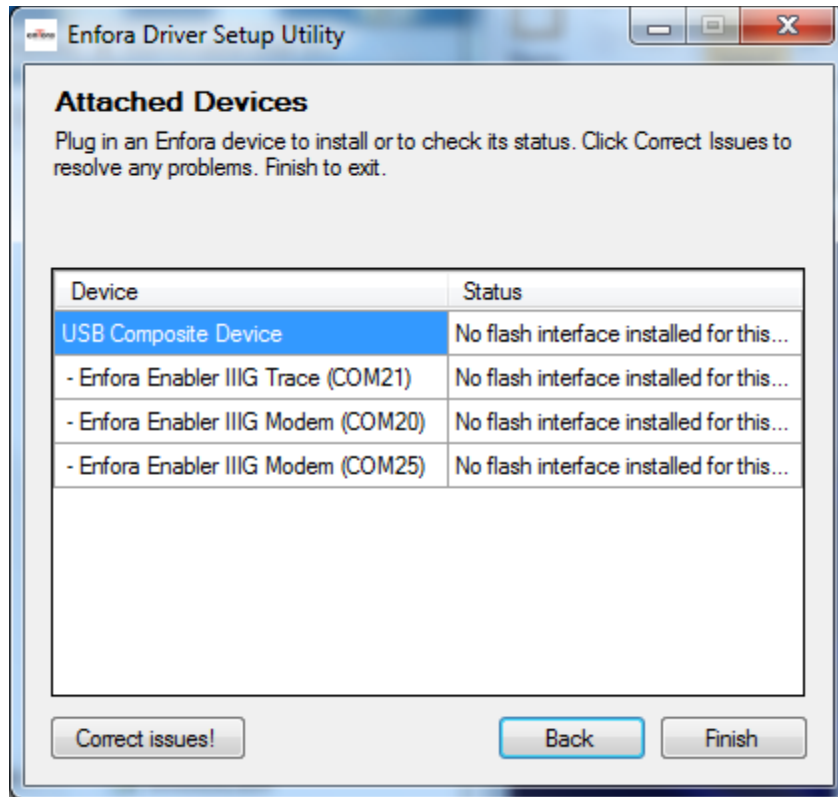 Enfora Driver Setup Utility
Attached Devices
Plug in an Enfora device to install or to check its status. Click Correct Issues to
resolve any problems. Finish to exit.
Device Status
USB Composite Device No flash interface installed for this...
- Enfora Enabler IIIG Trace (COM21) No flash interface installed for this...
- Enfora Enabler IIIG Modem (COM20) No flash interface installed for this...
- Enfora Enabler IIIG Modem (COM25) No flash interface installed for this...
Correct issues! Back Finish